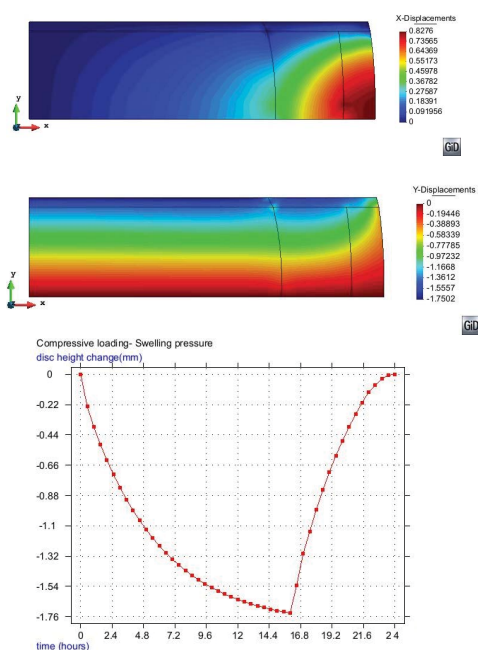 X-Displacements
0.8276
0.73565
0.64369
0.55173
0.45978
0.36782
0.27587
0.18391
0.091956
0
y
x
GiD
Y-Displacements
0
-0.19446
-0.38893
-0.58339
-0.77785
-0.97232
-1.1668
-1.3612
-1.5557
-1.7502
y
x
GiD
Compressive loading- Swelling pressure
disc height change(mm)
0
-0.22
-0.44
-0.66
-0.88
-1.1
-1.32
-1.54
-1.76
0 2.4 4.8 7.2 9.6 12 14.4 16.8 19.2 21.6 24
time (hours)